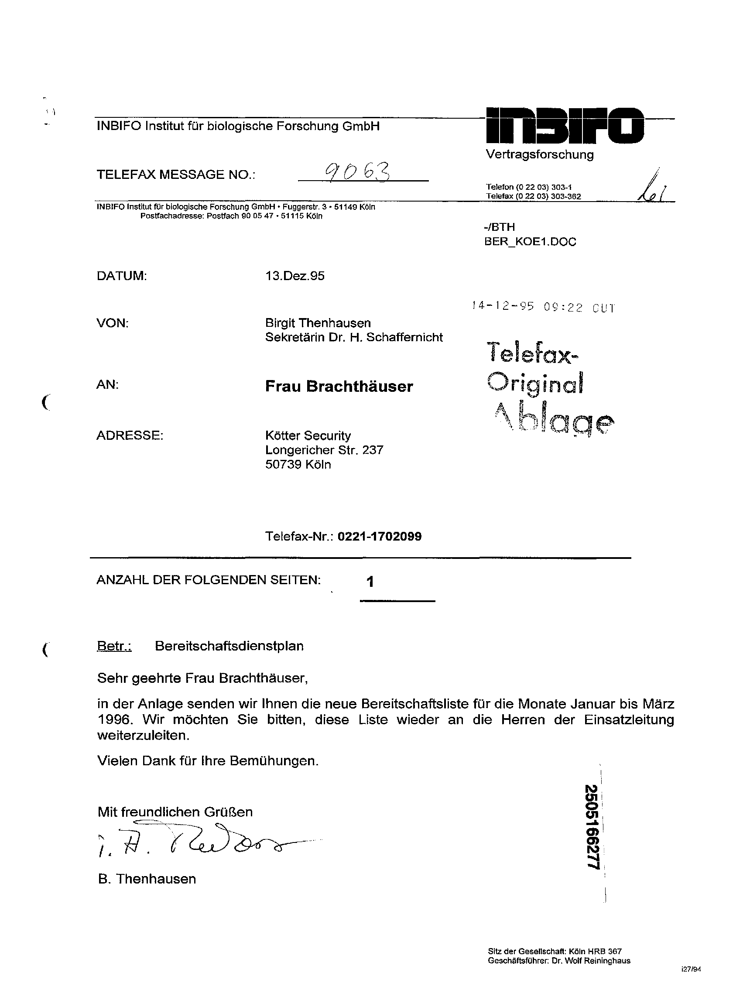 INBIFO Institut für biologische Forschung GmbH
INBIFO
Vertragsforschung
TELEFAX MESSAGE NO.: 9063
Telefon (0 22 03) 303-1
Telefax (0 22 03) 303-362
INBIFO Institut für biologische Forschung GmbH • Fuggerstr. 3 • 51149 Köln
Postfachadresse: Postfach 90 05 47 • 51115 Köln
-/BTH
BER_KOE1.DOC
DATUM: 13.Dez.95
14-12-95 09:22 OUT
VON: Birgit Thenhausen
Sekretärin Dr. H. Schaffernicht
Telefax-
Original
Ablage
AN: Frau Brachthäuser
ADRESSE: Kötter Security
Longericher Str. 237
50739 Köln
Telefax-Nr.: 0221-1702099
ANZAHL DER FOLGENDEN SEITEN: 1
Betr.: Bereitschaftsdienstplan
Sehr geehrte Frau Brachthäuser,
in der Anlage senden wir Ihnen die neue Bereitschaftsliste für die Monate Januar bis März
1996. Wir möchten Sie bitten, diese Liste wieder an die Herren der Einsatzleitung
weiterzuleiten.
Vielen Dank für Ihre Bemühungen.
Mit freundlichen Grüßen
i. A.
B. Thenhausen
2505166277
Sitz der Gesellschaft: Köln HRB 367
Geschäftsführer: Dr. Wolf Reininghaus
i27/94